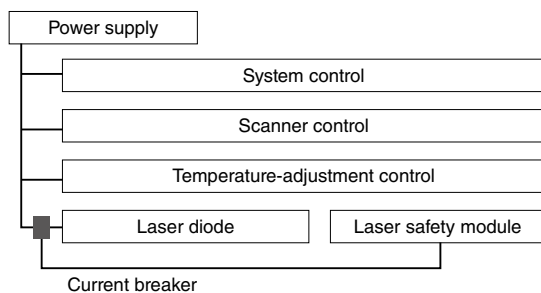 Power supply
System control
Scanner control
Temperature-adjustment control
Laser diode
Laser safety module
Current breaker